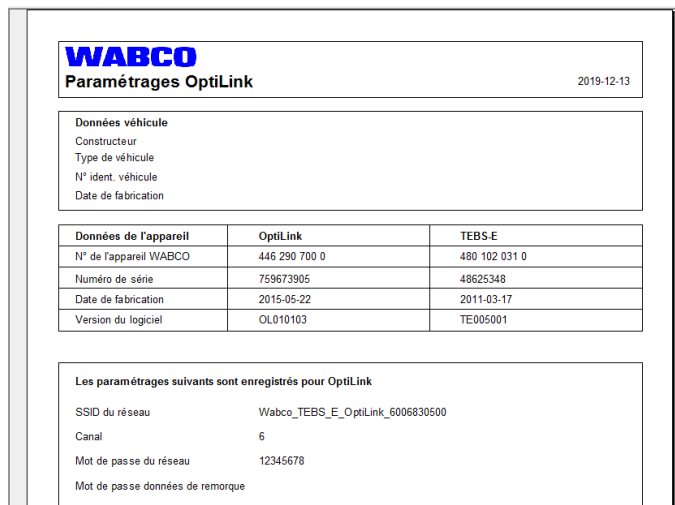 WABCO
Paramétrages OptiLink
2019-12-13
Données véhicule
Constructeur
Type de véhicule
N° ident. véhicule
Date de fabrication
Données de l'appareil OptiLink TEBS-E
N° de l'appareil WABCO 446 290 700 0 480 102 031 0
Numéro de série 759673905 48625348
Date de fabrication 2015-05-22 2011-03-17
Version du logiciel OL010103 TE005001
Les paramétrages suivants sont enregistrés pour OptiLink
SSID du réseau Wabco_TEBS_E_OptiLink_6006830500
Canal 6
Mot de passe du réseau 12345678
Mot de passe données de remorque